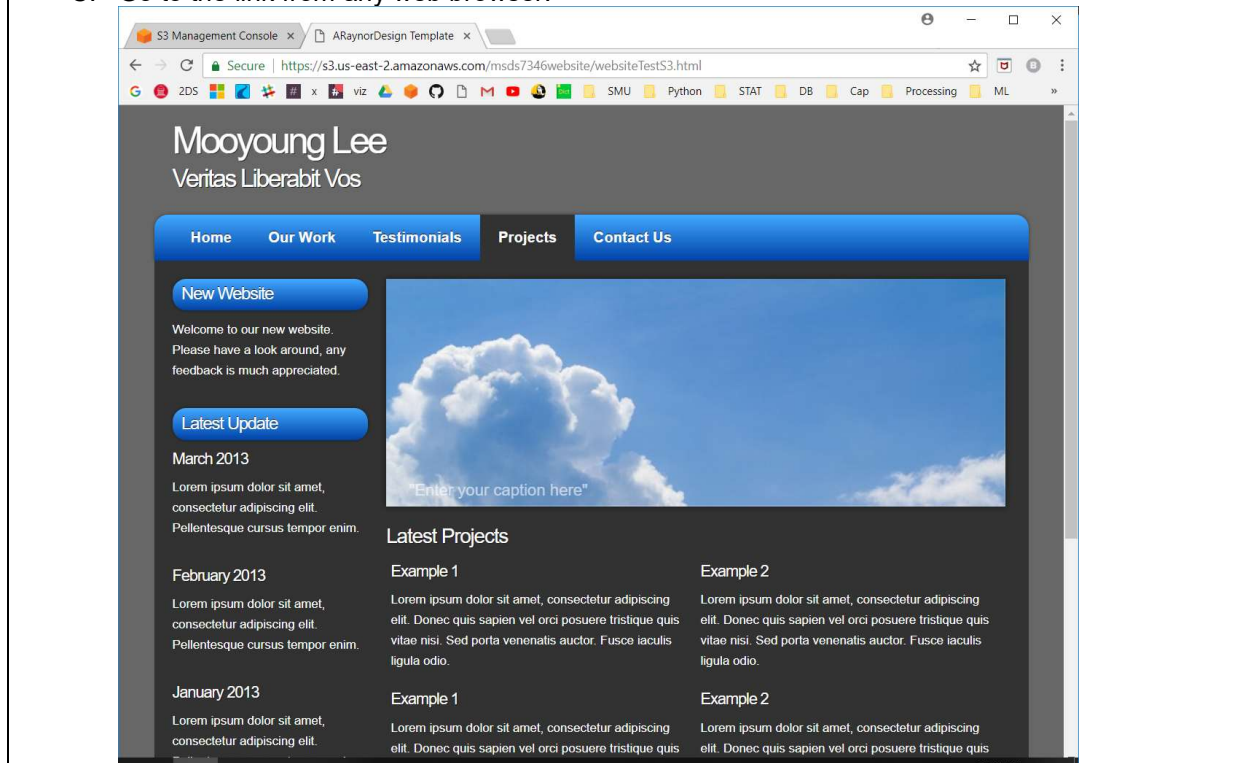 S3 Management Console
ARaynorDesign Template
Secure | https://s3.us-east-2.amazonaws.com/msds7346website/websiteTestS3.html
2DS # x viz SMU Python STAT DB Cap Processing ML »
Mooyoung Lee
Veritas Liberabit Vos
Home Our Work Testimonials Projects Contact Us
New Website
Welcome to our new website.
Please have a look around, any
feedback is much appreciated.
Latest Update
March 2013
Lorem ipsum dolor sit amet,
consectetur adipiscing elit.
Pellentesque cursus tempor enim.
February 2013
Lorem ipsum dolor sit amet,
consectetur adipiscing elit.
Pellentesque cursus tempor enim.
January 2013
Lorem ipsum dolor sit amet,
consectetur adipiscing elit.
"Enter your caption here"
Latest Projects
Example 1
Lorem ipsum dolor sit amet, consectetur adipiscing
elit. Donec quis sapien vel orci posuere tristique quis
vitae nisi. Sed porta venenatis auctor. Fusce iaculis
ligula odio.
Example 2
Lorem ipsum dolor sit amet, consectetur adipiscing
elit. Donec quis sapien vel orci posuere tristique quis
vitae nisi. Sed porta venenatis auctor. Fusce iaculis
ligula odio.
Example 1
Lorem ipsum dolor sit amet, consectetur adipiscing
elit. Donec quis sapien vel orci posuere tristique quis
Example 2
Lorem ipsum dolor sit amet, consectetur adipiscing
elit. Donec quis sapien vel orci posuere tristique quis